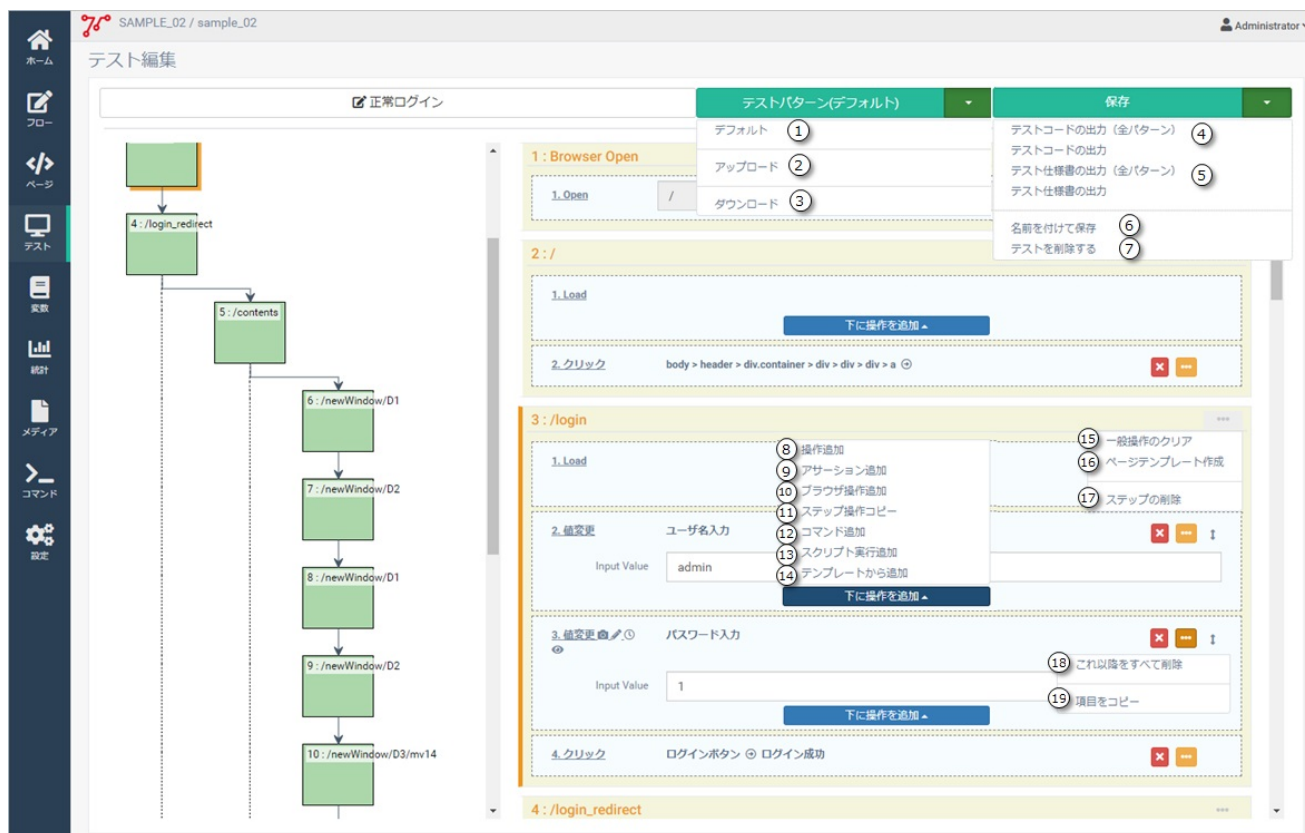 SAMPLE_02 / sample_02
Administrator
ホーム
フロー
ページ
テスト
変数
統計
メディア
コマンド
設定
テスト編集
正常ログイン
テストパターン(デフォルト)
保存
デフォルト ①
アップロード ②
ダウンロード ③
テストコードの出力（全パターン） ④
テストコードの出力
テスト仕様書の出力（全パターン） ⑤
テスト仕様書の出力
名前を付けて保存 ⑥
テストを削除する ⑦
4 : /login_redirect
5 : /contents
6 : /newWindow/D1
7 : /newWindow/D2
8 : /newWindow/D1
9 : /newWindow/D2
10 : /newWindow/D3/mv14
1 : Browser Open
1. Open /
2 : /
1. Load
下に操作を追加
2. クリック body > header > div.container > div > div > div > a
3 : /login
1. Load
⑧ 操作追加
⑨ アサーション追加
⑩ ブラウザ操作追加
⑪ ステップ操作コピー
⑫ コマンド追加
⑬ スクリプト実行追加
⑭ テンプレートから追加
⑮ 一般操作のクリア
⑯ ページテンプレート作成
⑰ ステップの削除
2. 値変更 ユーザ名入力
Input Value admin
下に操作を追加
3. 値変更 パスワード入力
⑱ これ以降をすべて削除
Input Value 1
⑲ 項目をコピー
下に操作を追加
4. クリック ログインボタン ログイン成功
4 : /login_redirect